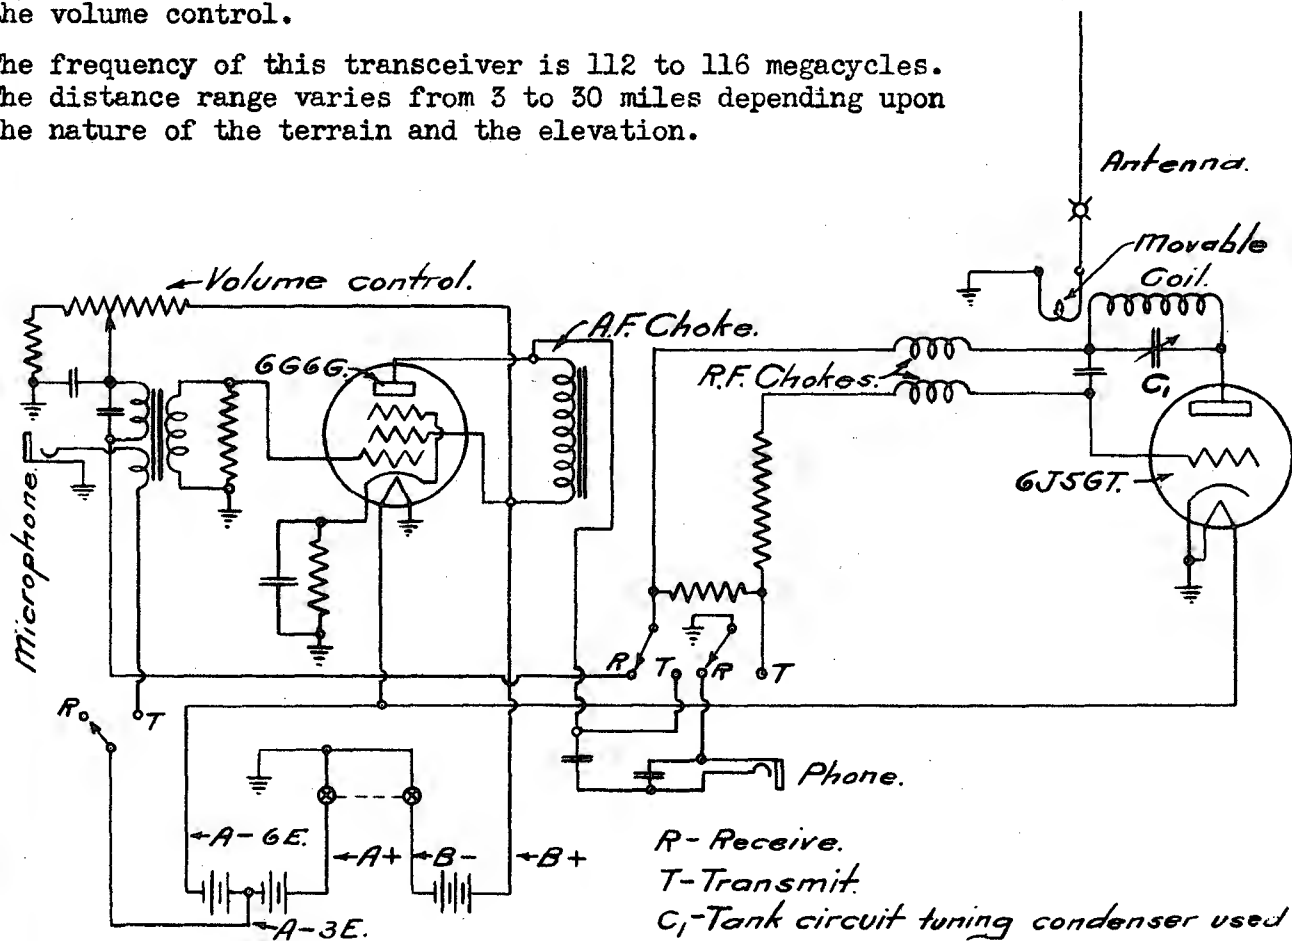 he volume control.
he frequency of this transceiver is 112 to 116 megacycles.
he distance range varies from 3 to 30 miles depending upon
he nature of the terrain and the elevation.
Antenna.
Movable
Coil.
Volume control.
A.F. Choke.
6G6G.
R.F. Chokes.
C₁
6J5GT.
Microphone.
R
T
R
T
R
T
Phone.
A-6E.
A+
B-
B+
A-3E.
R-Receive.
T-Transmit.
C₁-Tank circuit tuning condenser used